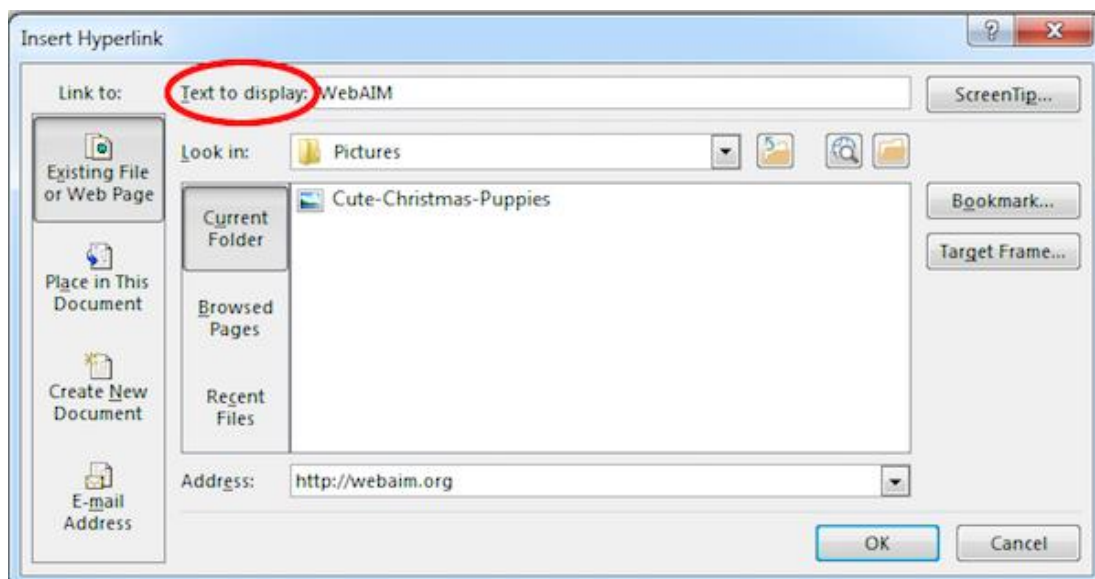 Insert Hyperlink
?
Link to:
Text to display: WebAIM
ScreenTip...
Existing File
or Web Page
Look in:
Pictures
Current
Folder
Cute-Christmas-Puppies
Bookmark...
Target Frame...
Place in This
Document
Browsed
Pages
Create New
Document
Recent
Files
E-mail
Address
Address:
http://webaim.org
OK
Cancel